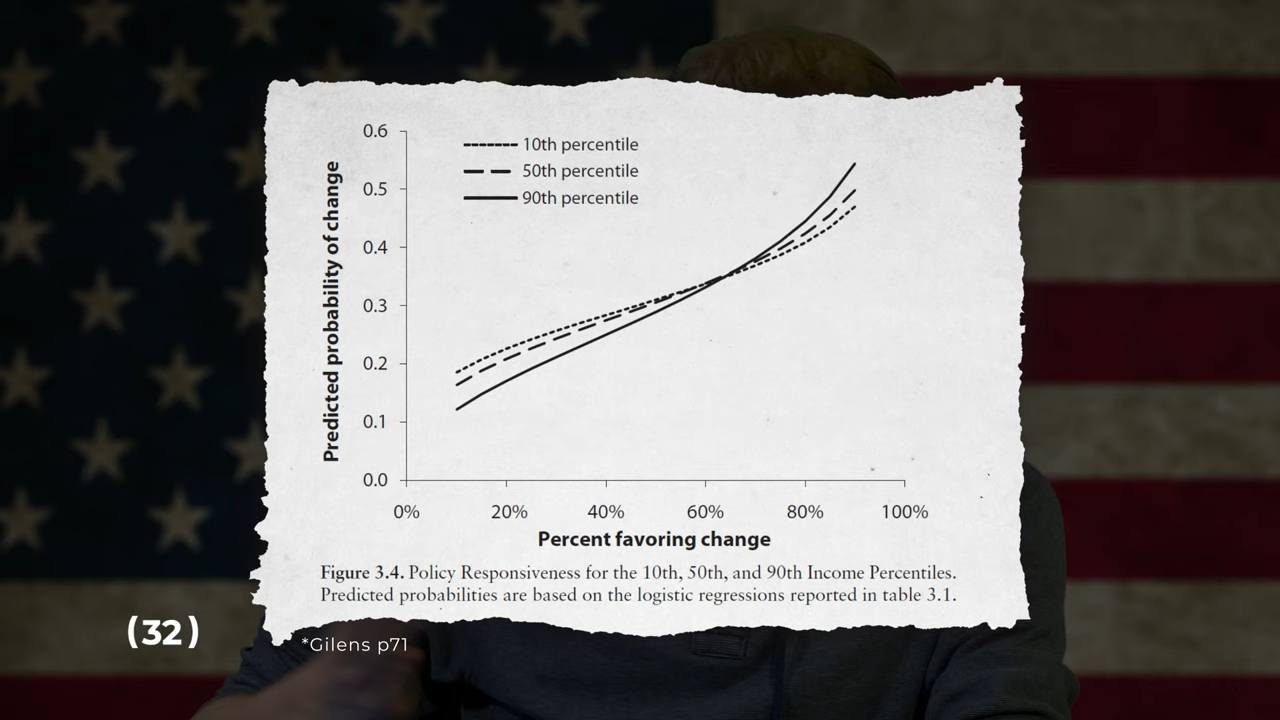 0.6
0.5
0.4
0.3
0.2
0.1
0.0
Predicted probability of change
10th percentile
50th percentile
90th percentile
0%
20%
40%
60%
80%
100%
Percent favoring change
Figure 3.4. Policy Responsiveness for the 10th, 50th, and 90th Income Percentiles.
Predicted probabilities are based on the logistic regressions reported in table 3.1.
(32)
*Gilens p71